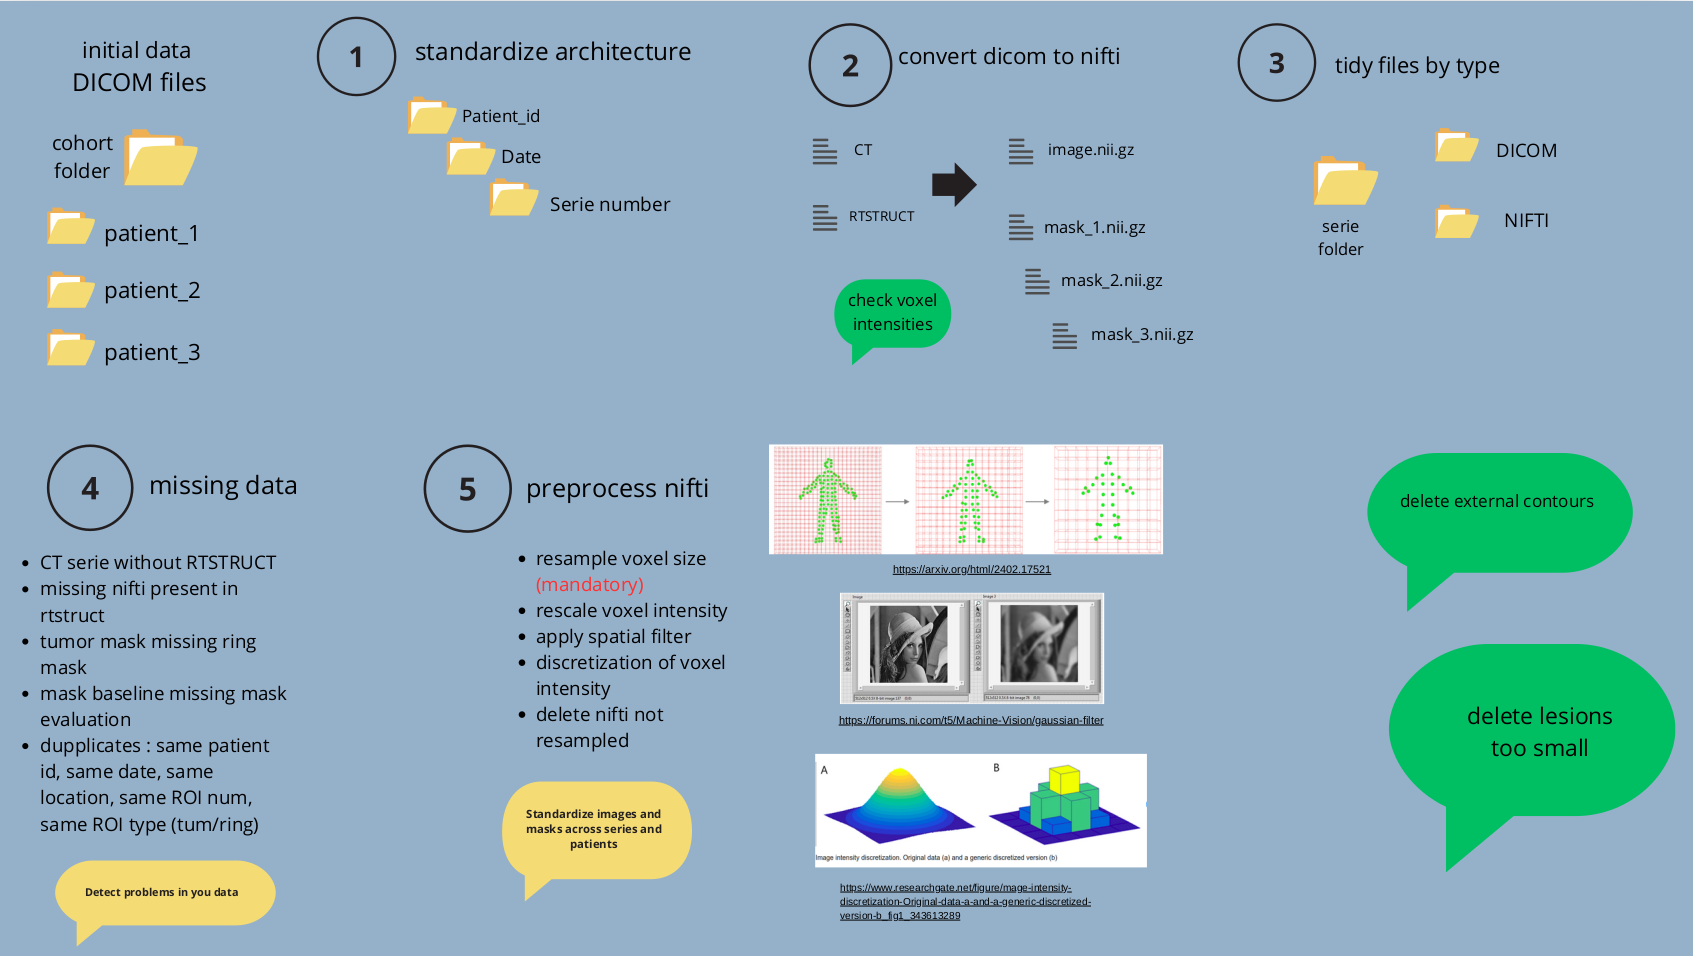 initial data
DICOM files
cohort
folder
patient_1
patient_2
patient_3
1
standardize architecture
Patient_id
Date
Serie number
2
convert dicom to nifti
CT
RTSTRUCT
image.nii.gz
mask_1.nii.gz
mask_2.nii.gz
mask_3.nii.gz
check voxel
intensities
3
tidy files by type
serie
folder
DICOM
NIFTI
4
missing data
• CT serie without RTSTRUCT
• missing nifti present in
rtstruct
• tumor mask missing ring
mask
• mask baseline missing mask
evaluation
• dupplicates : same patient
id, same date, same
location, same ROI num,
same ROI type (tum/ring)
Detect problems in you data
5
preprocess nifti
• resample voxel size
(mandatory)
• rescale voxel intensity
• apply spatial filter
• discretization of voxel
intensity
• delete nifti not
resampled
Standardize images and
masks across series and
patients
https://arxiv.org/html/2402.17521
https://forums.ni.com/t5/Machine-Vision/gaussian-filter
A
B
Image intensity discretization. Original data (a) and a generic discretized version (b)
https://www.researchgate.net/figure/mage-intensity-
discretization-Original-data-a-and-a-generic-discretized-
version-b_fig1_343613289
delete external contours
delete lesions
too small